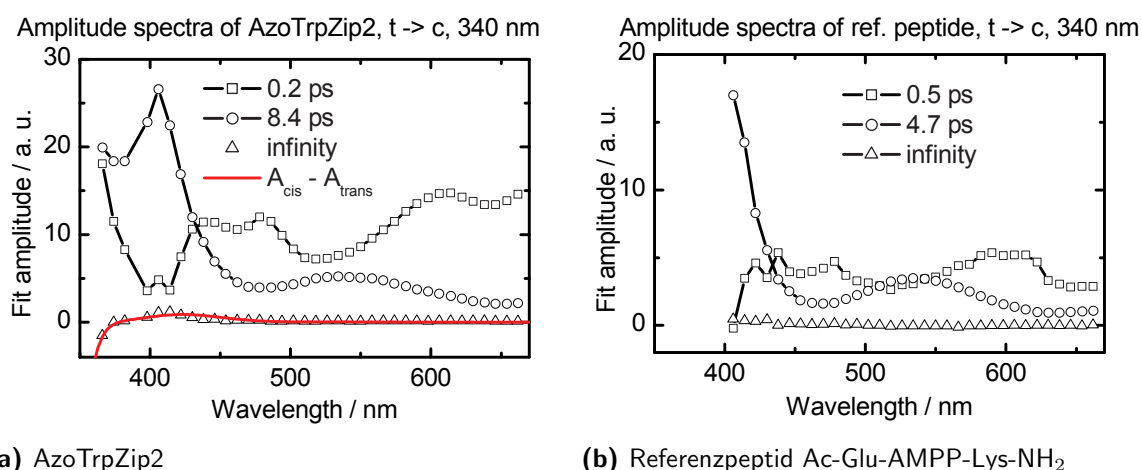 Amplitude spectra of AzoTrpZip2, t -> c, 340 nm
30
20
10
0
400
500
600
Fit amplitude / a. u.
Wavelength / nm
0.2 ps
8.4 ps
infinity
A_cis - A_trans
a) AzoTrpZip2
Amplitude spectra of ref. peptide, t -> c, 340 nm
20
10
0
400
500
600
Fit amplitude / a. u.
Wavelength / nm
0.5 ps
4.7 ps
infinity
(b) Referenzpeptid Ac-Glu-AMPP-Lys-NH₂